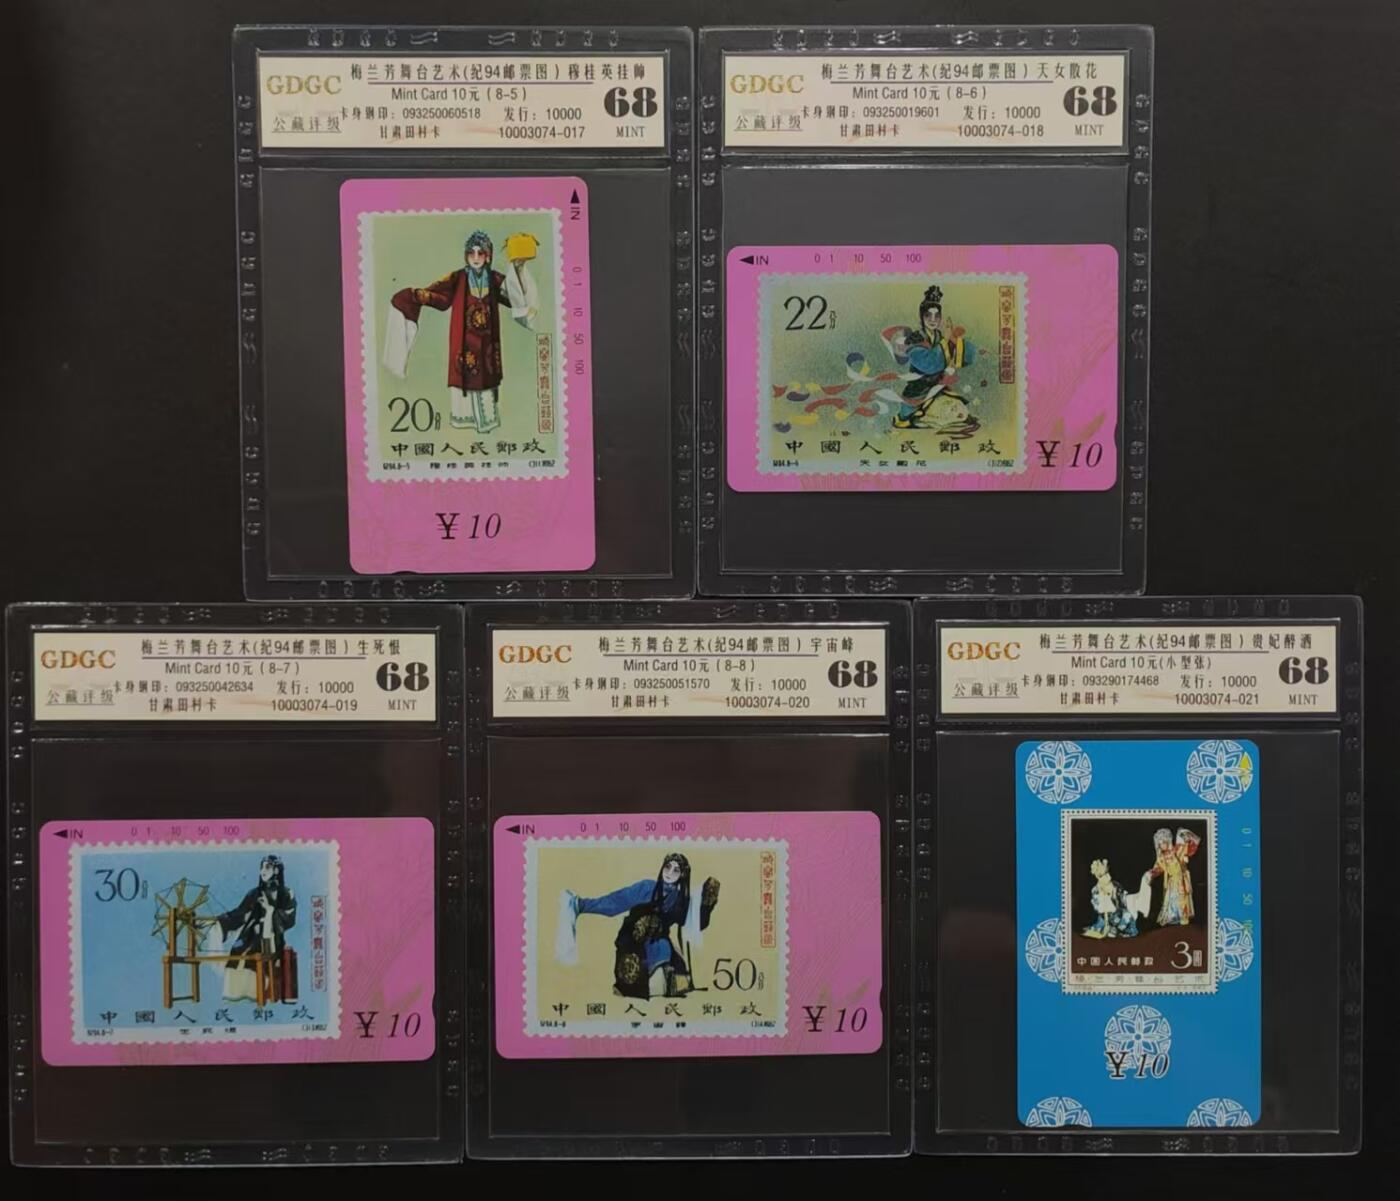 GDGC
公藏评级
梅兰芳舞台艺术(纪94邮票图) 穆桂英挂帅
Mint Card 10元 (8-5)
卡身钢印: 093250060518 发行: 10000
甘肃田村卡 10003074-017
68
MINT
IN
0 1 10 50 100
20分
中國人民郵政
¥10
GDGC
公藏评级
梅兰芳舞台艺术(纪94邮票图) 天女散花
Mint Card 10元 (8-6)
卡身钢印: 093250019601 发行: 10000
甘肃田村卡 10003074-018
68
MINT
IN 0 1 10 50 100
22分
中國人民郵政
¥10
GDGC
公藏评级
梅兰芳舞台艺术(纪94邮票图) 生死恨
Mint Card 10元 (8-7)
卡身钢印: 093250042634 发行: 10000
甘肃田村卡 10003074-019
68
MINT
IN 0 1 10 50 100
30分
中國人民郵政
¥10
GDGC
公藏评级
梅兰芳舞台艺术(纪94邮票图) 宇宙峰
Mint Card 10元 (8-8)
卡身钢印: 093250051570 发行: 10000
甘肃田村卡 10003074-020
68
MINT
IN 0 1 10 50 100
50分
中國人民郵政
¥10
GDGC
公藏评级
梅兰芳舞台艺术(纪94邮票图) 贵妃醉酒
Mint Card 10元(小型张)
卡身钢印: 093290174468 发行: 10000
甘肃田村卡 10003074-021
68
MINT
0 1 10 50 100
中国人民邮政 3圆
梅兰芳舞台艺术
¥10